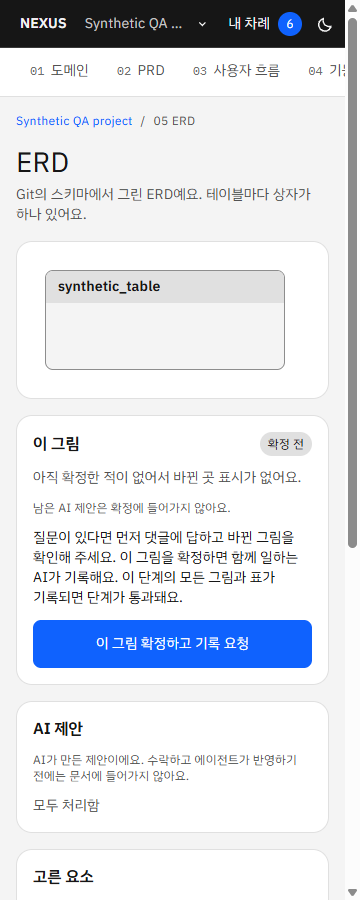 NEXUS Synthetic QA ... 내 차례 6
01 도메인 02 PRD 03 사용자 흐름 04
Synthetic QA project / 05 ERD
ERD
Git의 스키마에서 그린 ERD예요. 테이블마다 상자가
하나 있어요.
synthetic_table
이 그림 확정 전
아직 확정한 적이 없어서 바뀐 곳 표시가 없어요.
남은 AI 제안은 확정에 들어가지 않아요.
질문이 있다면 먼저 댓글에 답하고 바뀐 그림을
확인해 주세요. 이 그림을 확정하면 함께 일하는
AI가 기록해요. 이 단계의 모든 그림과 표가
기록되면 단계가 통과돼요.
이 그림 확정하고 기록 요청
AI 제안
AI가 만든 제안이에요. 수락하고 에이전트가 반영하기
전에는 문서에 들어가지 않아요.
모두 처리함
고른 요소